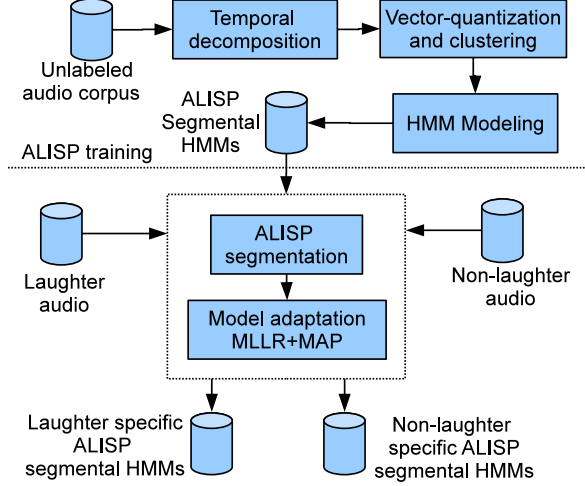 Temporal
decomposition
Vector-quantization
and clustering
Unlabeled
audio corpus
ALISP
Segmental
HMMs
HMM Modeling
ALISP training
Laughter
audio
ALISP
segmentation
Non-laughter
audio
Model adaptation
MLLR+MAP
Laughter specific
ALISP
segmental HMMs
Non-laughter
specific ALISP
segmental HMMs